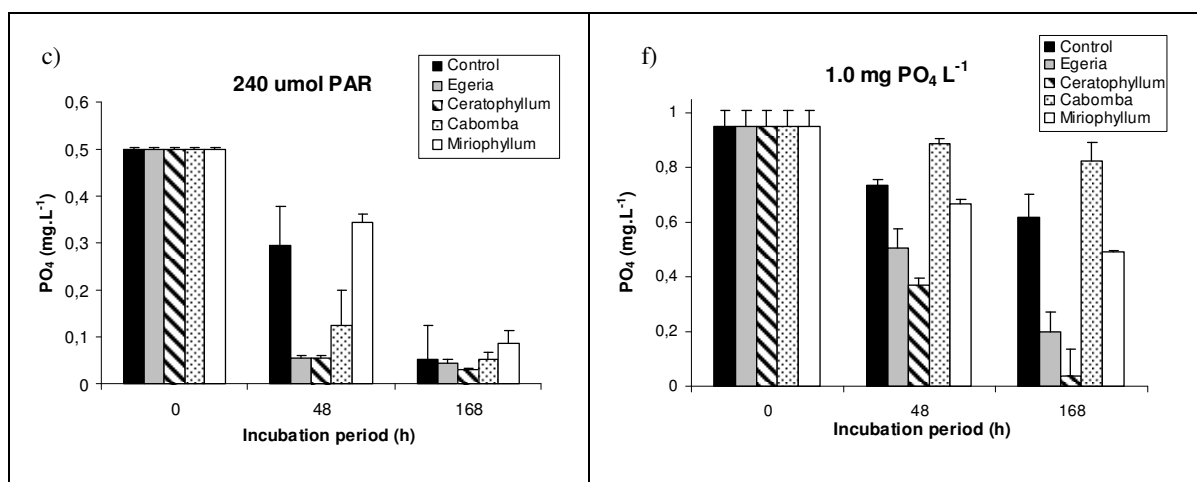 c)
240 umol PAR
Control
Egeria
Ceratophyllum
Cabomba
Miriophyllum
PO4 (mg.L-1)
0,6
0,5
0,4
0,3
0,2
0,1
0
0
48
168
Incubation period (h)
f)
1.0 mg PO4 L-1
Control
Egeria
Ceratophyllum
Cabomba
Miriophyllum
PO4 (mg.L-1)
1
0,8
0,6
0,4
0,2
0
0
48
168
Incubation period (h)